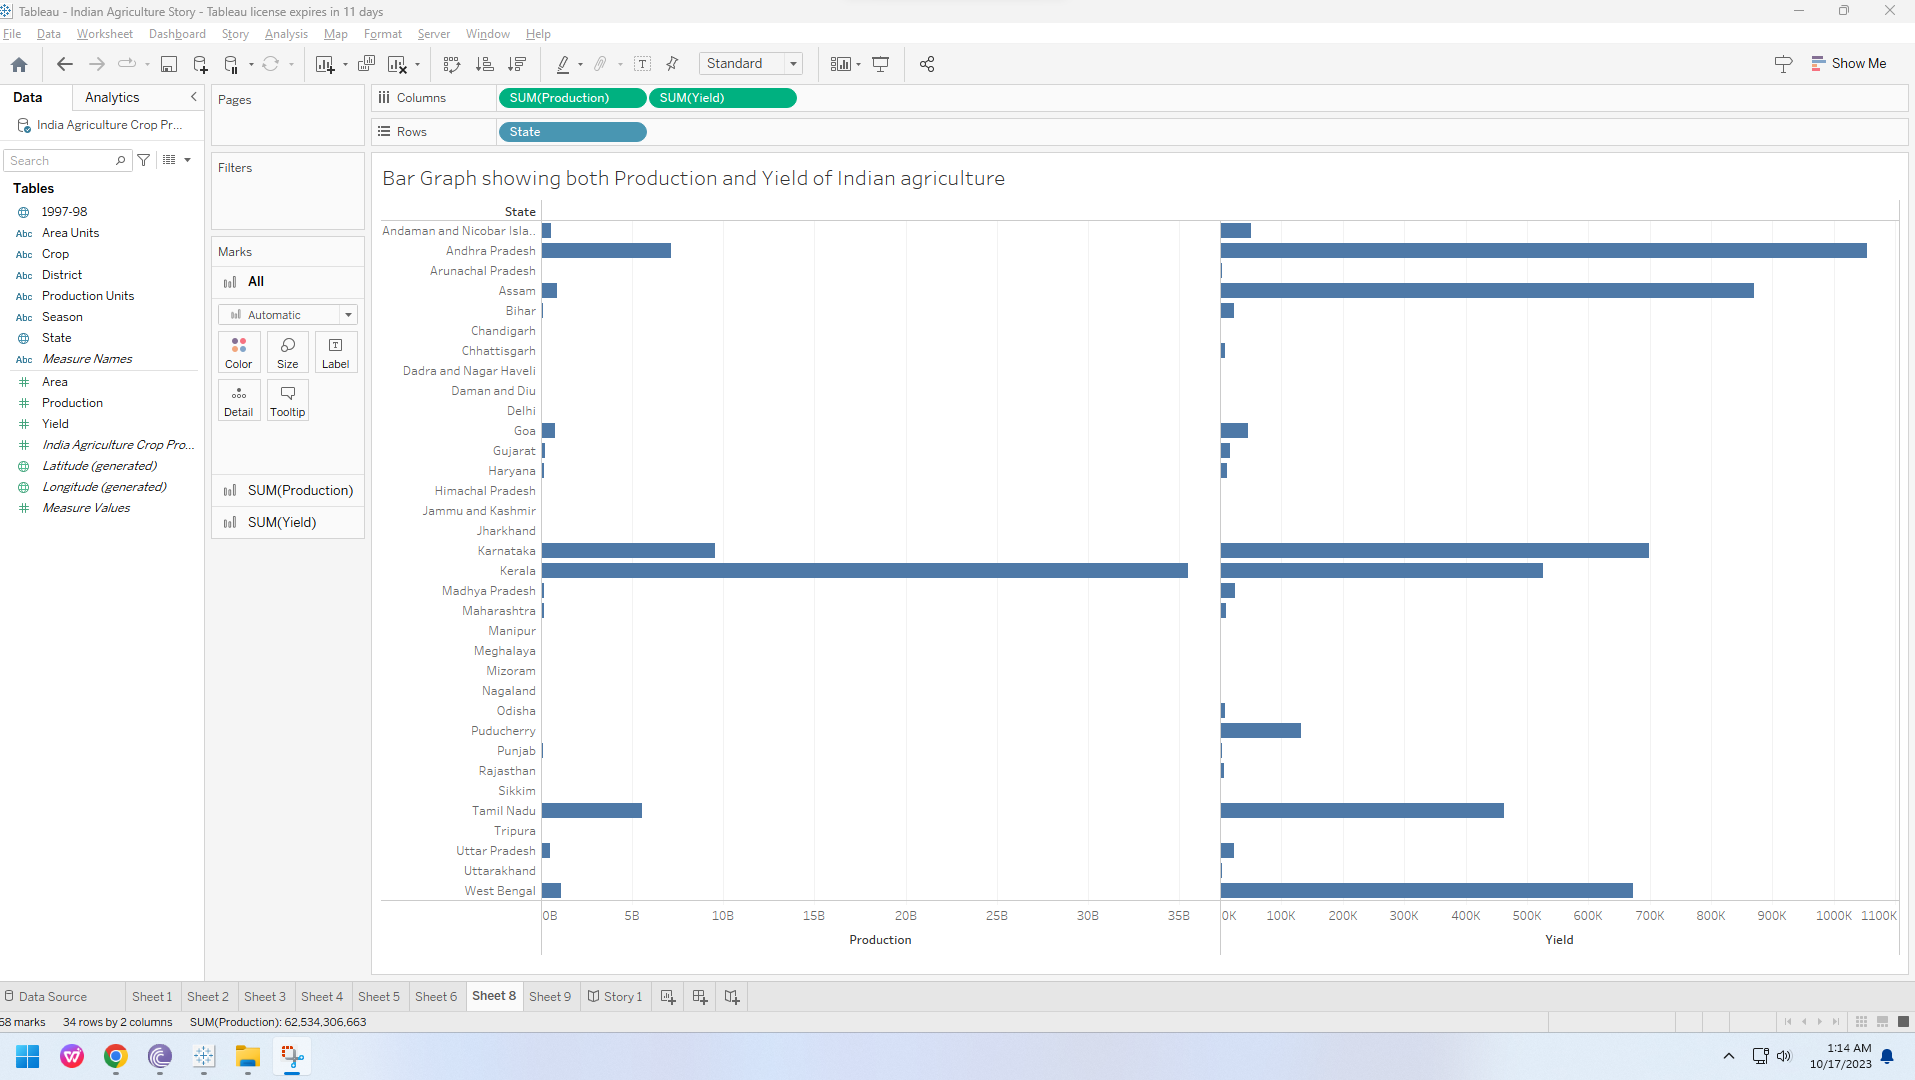 Tableau - Indian Agriculture Story - Tableau license expires in 11 days
File Data Worksheet Dashboard Story Analysis Map Format Server Window Help
Standard
Show Me
Data Analytics
India Agriculture Crop Pr...
Search
Tables
1997-98
Abc Area Units
Abc Crop
Abc District
Abc Production Units
Abc Season
State
Abc Measure Names
Area
Production
Yield
India Agriculture Crop Pro...
Latitude (generated)
Longitude (generated)
Measure Values
Pages
Filters
Marks
All
Automatic
Color Size Label
Detail Tooltip
SUM(Production)
SUM(Yield)
Columns SUM(Production) SUM(Yield)
Rows State
Bar Graph showing both Production and Yield of Indian agriculture
State
Andaman and Nicobar Isla..
Andhra Pradesh
Arunachal Pradesh
Assam
Bihar
Chandigarh
Chhattisgarh
Dadra and Nagar Haveli
Daman and Diu
Delhi
Goa
Gujarat
Haryana
Himachal Pradesh
Jammu and Kashmir
Jharkhand
Karnataka
Kerala
Madhya Pradesh
Maharashtra
Manipur
Meghalaya
Mizoram
Nagaland
Odisha
Puducherry
Punjab
Rajasthan
Sikkim
Tamil Nadu
Tripura
Uttar Pradesh
Uttarakhand
West Bengal
0B 5B 10B 15B 20B 25B 30B 35B 0K 100K 200K 300K 400K 500K 600K 700K 800K 900K 1000K 1100K
Production Yield
Data Source Sheet 1 Sheet 2 Sheet 3 Sheet 4 Sheet 5 Sheet 6 Sheet 8 Sheet 9 Story 1
68 marks 34 rows by 2 columns SUM(Production): 62,534,306,663
1:14 AM
10/17/2023